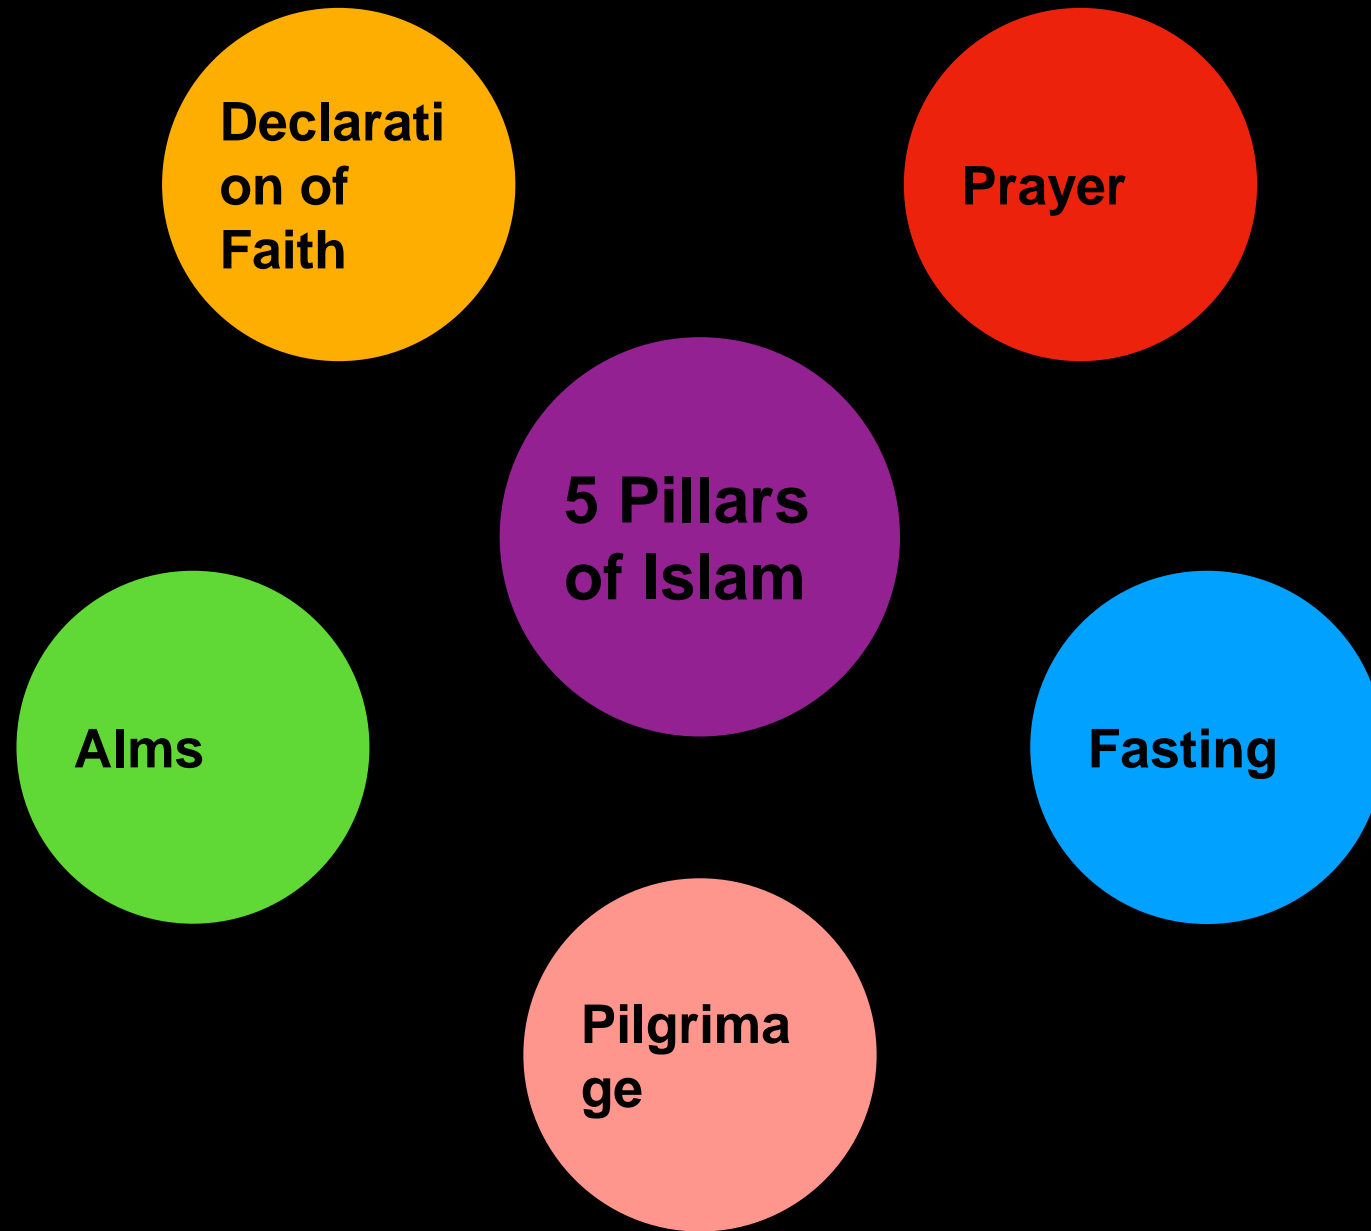 Declarati
on of
Faith
Prayer
5 Pillars
of Islam
Alms
Fasting
Pilgrima
ge